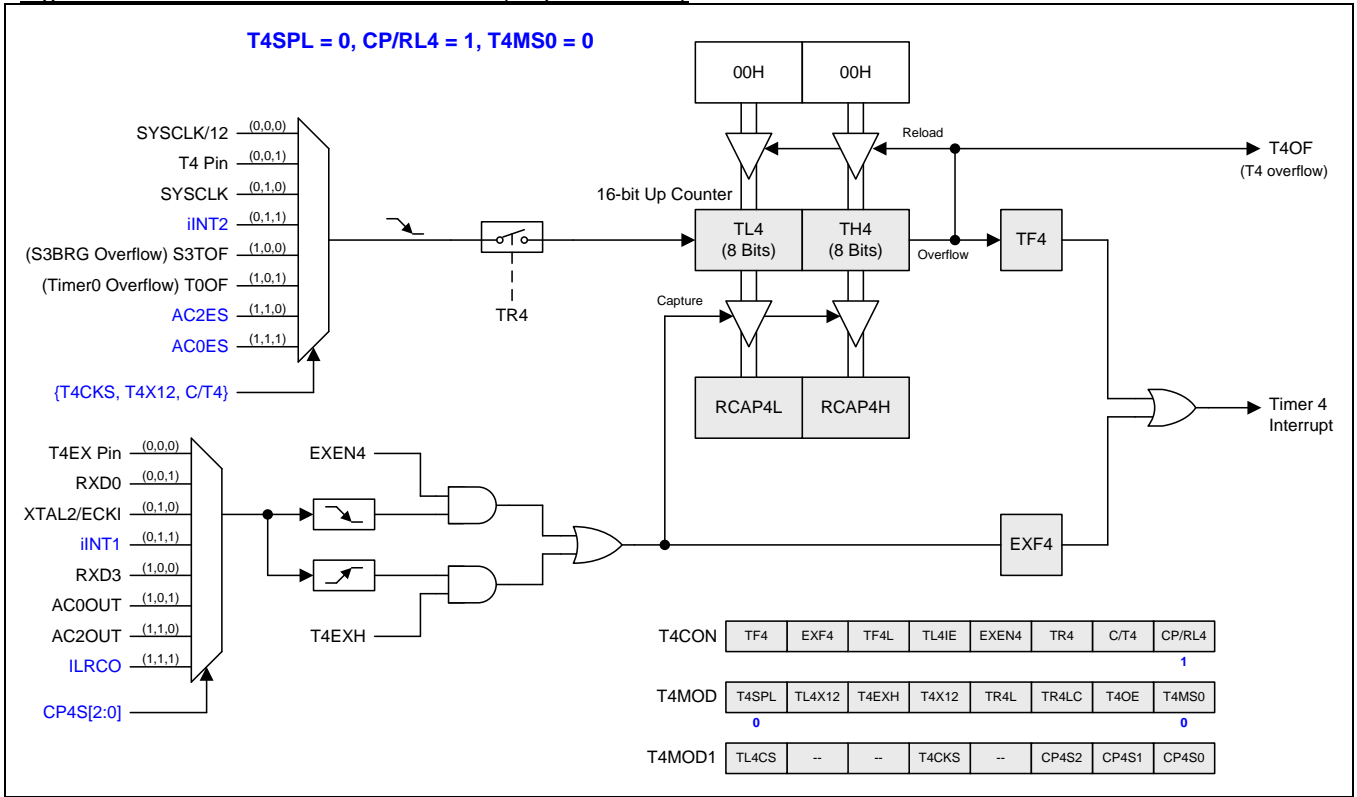 T4SPL = 0, CP/RL4 = 1, T4MS0 = 0
00H 00H
SYSCLK/12 (0,0,0)
T4 Pin (0,0,1)
SYSCLK (0,1,0)
iINT2 (0,1,1)
(S3BRG Overflow) S3TOF (1,0,0)
(Timer0 Overflow) T0OF (1,0,1)
AC2ES (1,1,0)
AC0ES (1,1,1)
{T4CKS, T4X12, C/T4}
TR4
Reload
T4OF
(T4 overflow)
16-bit Up Counter
TL4
(8 Bits)
TH4
(8 Bits)
Overflow
TF4
Capture
RCAP4L RCAP4H
Timer 4
Interrupt
T4EX Pin (0,0,0)
RXD0 (0,0,1)
XTAL2/ECKI (0,1,0)
iINT1 (0,1,1)
RXD3 (1,0,0)
AC0OUT (1,0,1)
AC2OUT (1,1,0)
ILRCO (1,1,1)
CP4S[2:0]
EXEN4
T4EXH
EXF4
T4CON TF4 EXF4 TF4L TL4IE EXEN4 TR4 C/T4 CP/RL4
1
T4MOD T4SPL TL4X12 T4EXH T4X12 TR4L TR4LC T4OE T4MS0
0 0
T4MOD1 TL4CS -- -- T4CKS -- CP4S2 CP4S1 CP4S0